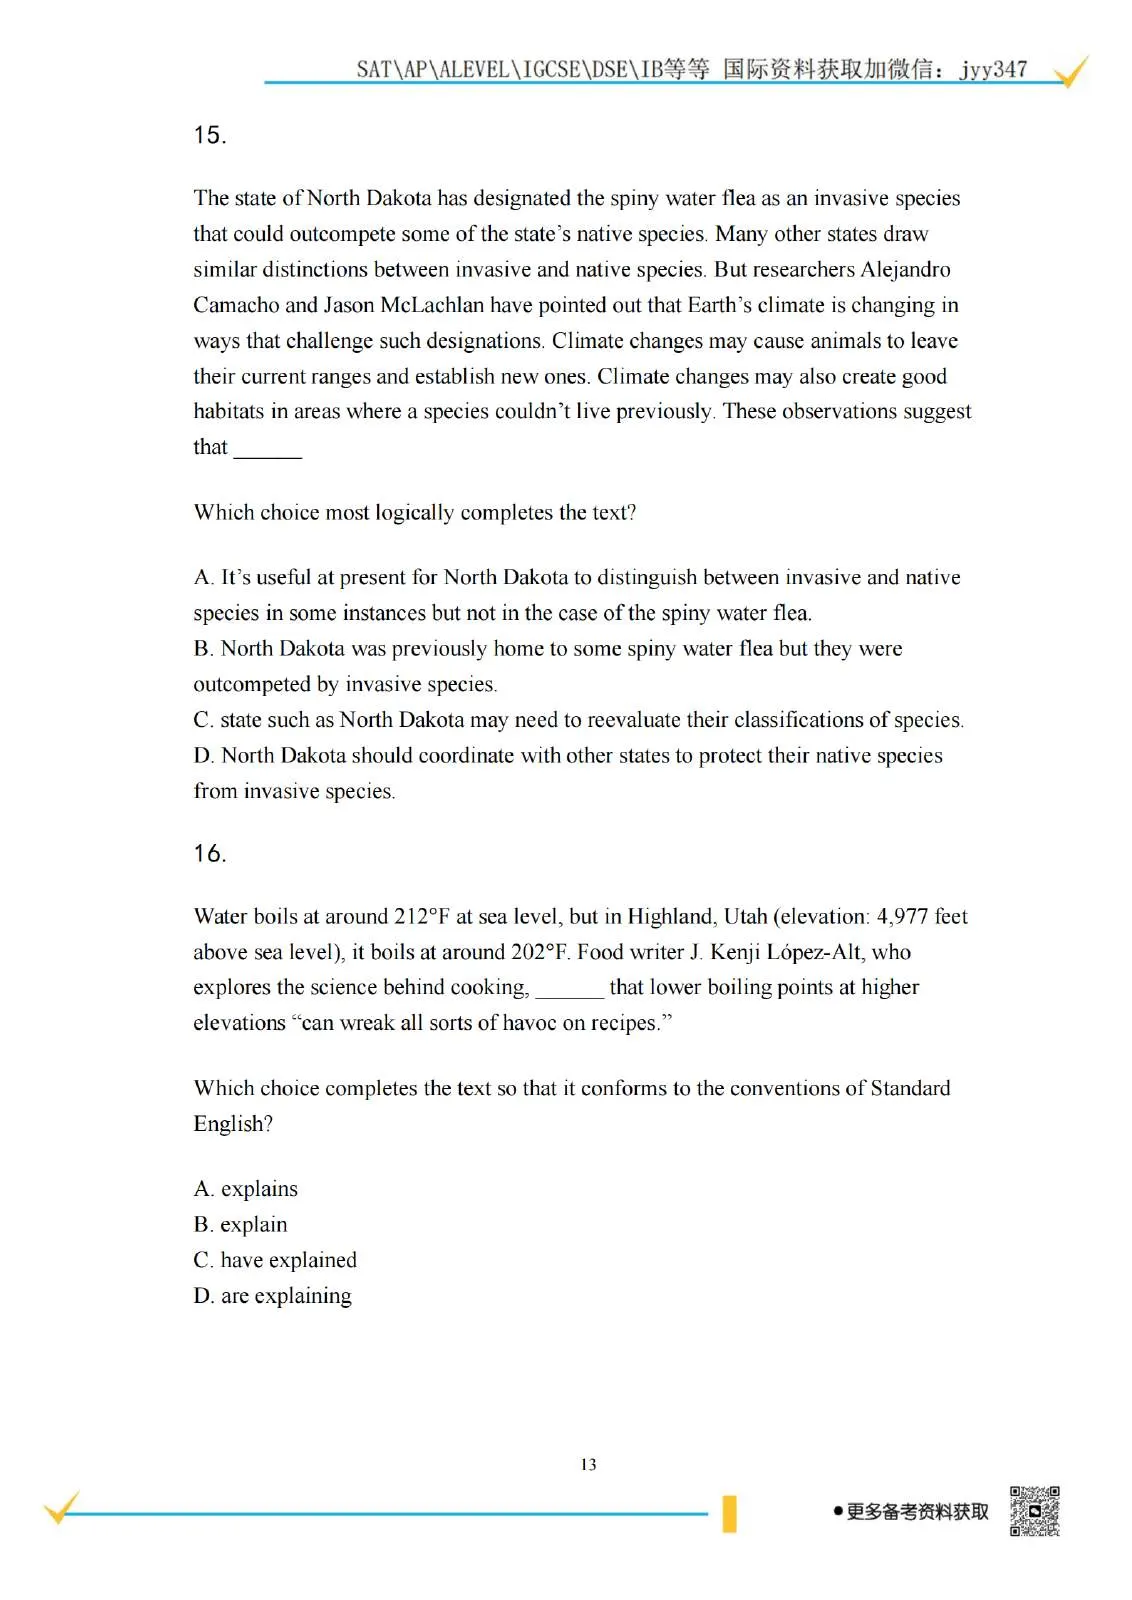 SAT\AP\ALEVEL\IGCSE\DSE\IB等等 国际资料获取加微信：jyy347
15.
The state of North Dakota has designated the spiny water flea as an invasive species
that could outcompete some of the state’s native species. Many other states draw
similar distinctions between invasive and native species. But researchers Alejandro
Camacho and Jason McLachlan have pointed out that Earth’s climate is changing in
ways that challenge such designations. Climate changes may cause animals to leave
their current ranges and establish new ones. Climate changes may also create good
habitats in areas where a species couldn’t live previously. These observations suggest
that ______
Which choice most logically completes the text?
A. It’s useful at present for North Dakota to distinguish between invasive and native
species in some instances but not in the case of the spiny water flea.
B. North Dakota was previously home to some spiny water flea but they were
outcompeted by invasive species.
C. state such as North Dakota may need to reevaluate their classifications of species.
D. North Dakota should coordinate with other states to protect their native species
from invasive species.
16.
Water boils at around 212°F at sea level, but in Highland, Utah (elevation: 4,977 feet
above sea level), it boils at around 202°F. Food writer J. Kenji López-Alt, who
explores the science behind cooking, ______ that lower boiling points at higher
elevations “can wreak all sorts of havoc on recipes.”
Which choice completes the text so that it conforms to the conventions of Standard
English?
A. explains
B. explain
C. have explained
D. are explaining
13
●更多备考资料获取